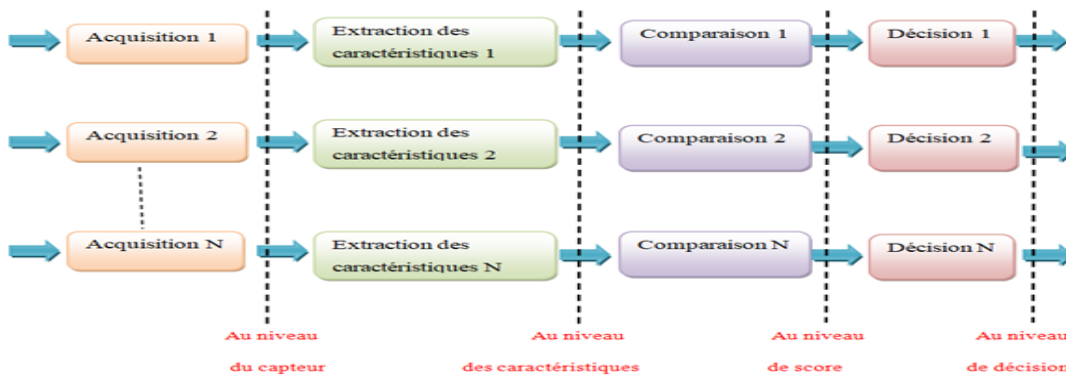 Acquisition 1
Extraction des
caractéristiques 1
Comparaison 1
Décision 1
Acquisition 2
Extraction des
caractéristiques 2
Comparaison 2
Décision 2
Acquisition N
Extraction des
caractéristiques N
Comparaison N
Décision N
Au niveau
du capteur
Au niveau
des caractéristiques
Au niveau
de score
Au niveau
de décision